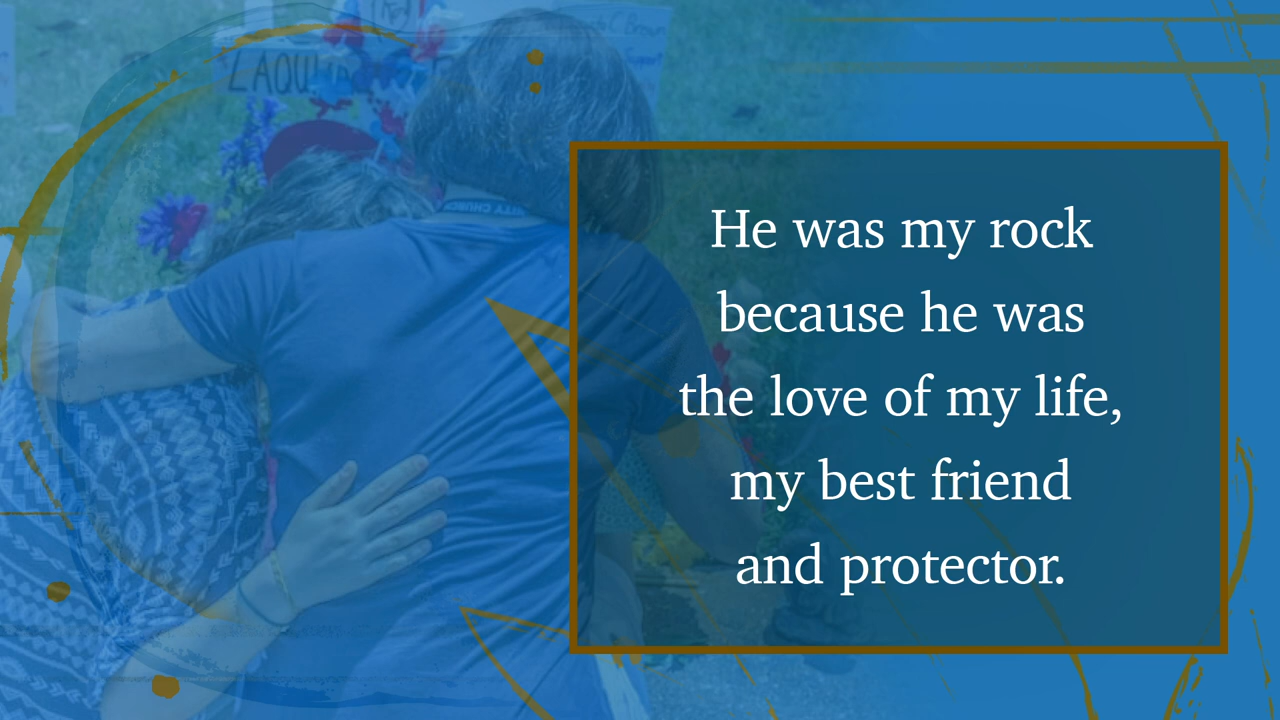 He was my rock
because he was
the love of my life,
my best friend
and protector.